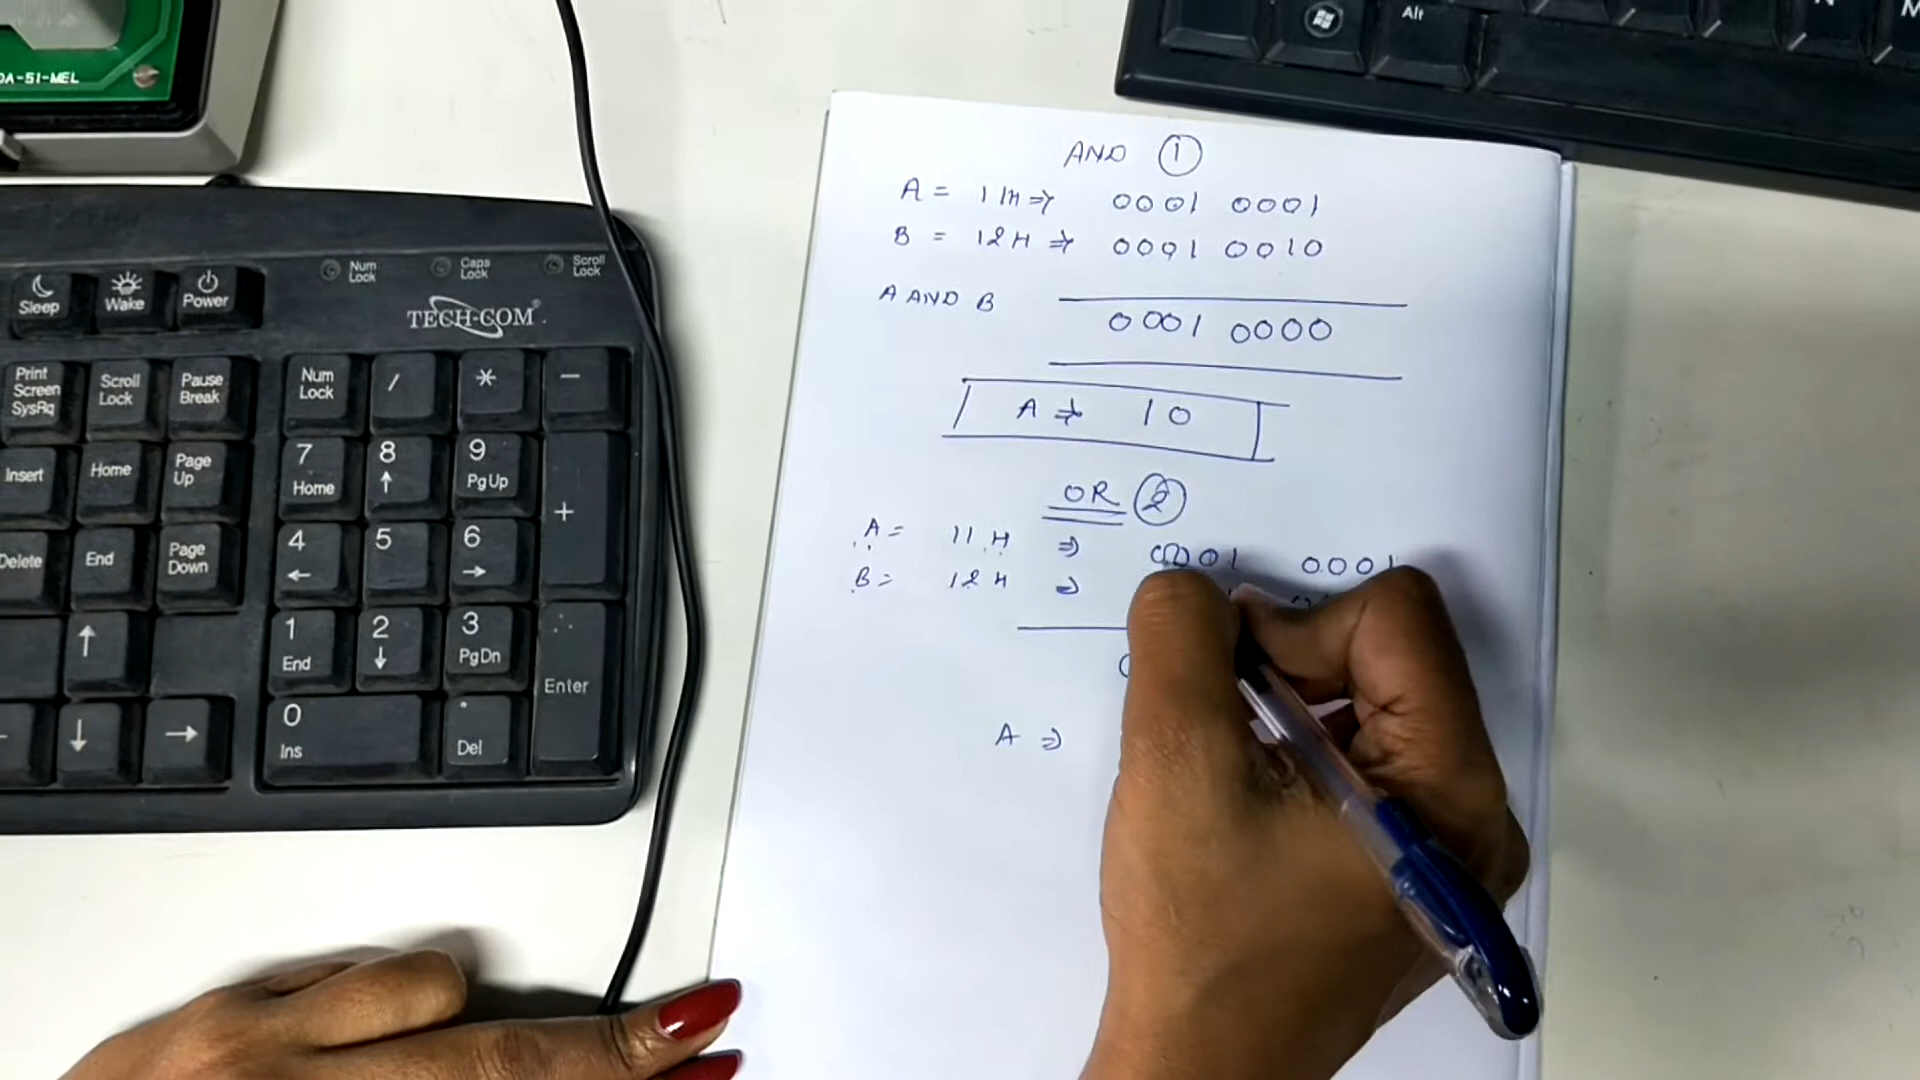 DA-51-MEL
Alt
N
M
Sleep
Wake
Power
Num Lock
Caps Lock
Scroll Lock
TECH-COM®
Print Screen SysRq
Scroll Lock
Pause Break
Num Lock
/
*
-
Insert
Home
Page Up
7 Home
8 ↑
9 PgUp
+
Delete
End
Page Down
4 ←
5
6 →
↑
1 End
2 ↓
3 PgDn
Enter
↓
→
0 Ins
. Del
AND 1
A = 11H ⇒ 0001 0001
B = 12H ⇒ 0001 0010
A AND B
0001 0000
A ⇒ 10
OR 2
A = 11 H ⇒ 0001 0001
B = 12 H ⇒
A ⇒